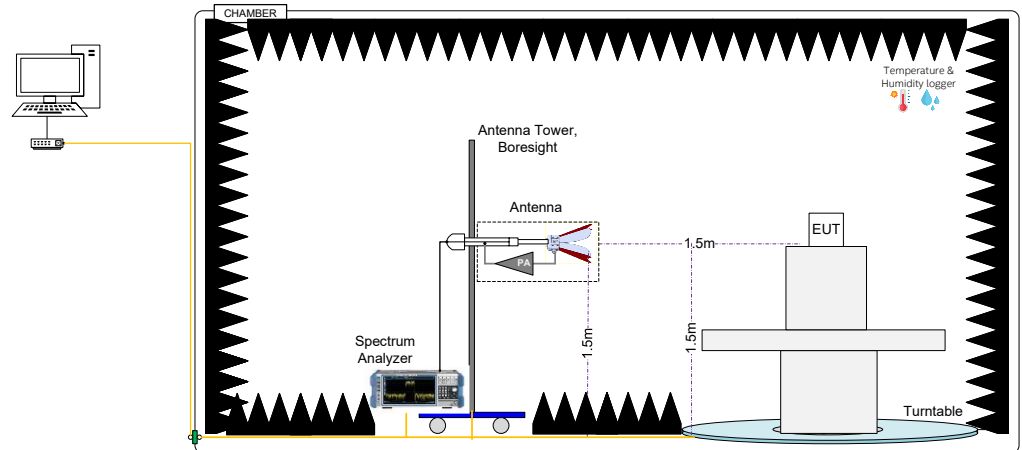 CHAMBER
Temperature &
Humidity logger
Antenna Tower,
Boresight
Antenna
PA
1.5m
EUT
1.5m
1.5m
Spectrum
Analyzer
Turntable